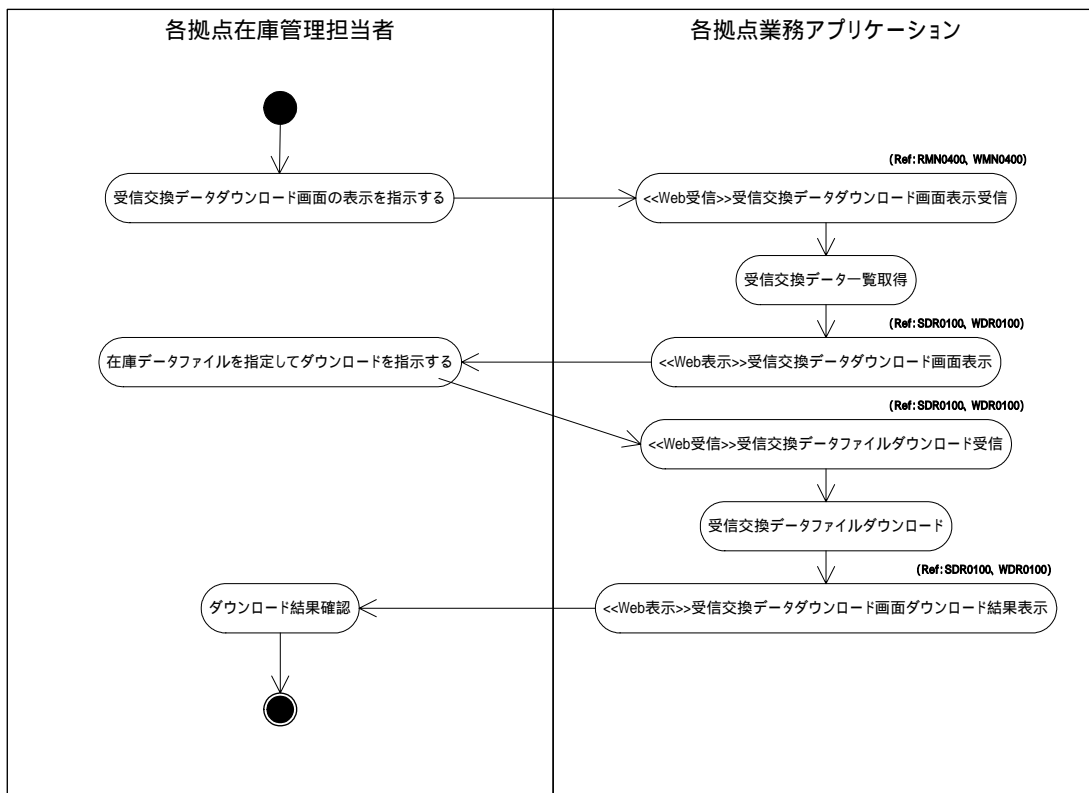 各拠点在庫管理担当者
各拠点業務アプリケーション
(Ref:RMN0400, WMN0400)
受信交換データダウンロード画面の表示を指示する
<<Web受信>>受信交換データダウンロード画面表示受信
受信交換データ一覧取得
(Ref:SDR0100, WDR0100)
在庫データファイルを指定してダウンロードを指示する
<<Web表示>>受信交換データダウンロード画面表示
(Ref:SDR0100, WDR0100)
<<Web受信>>受信交換データファイルダウンロード受信
受信交換データファイルダウンロード
(Ref:SDR0100, WDR0100)
ダウンロード結果確認
<<Web表示>>受信交換データダウンロード画面ダウンロード結果表示